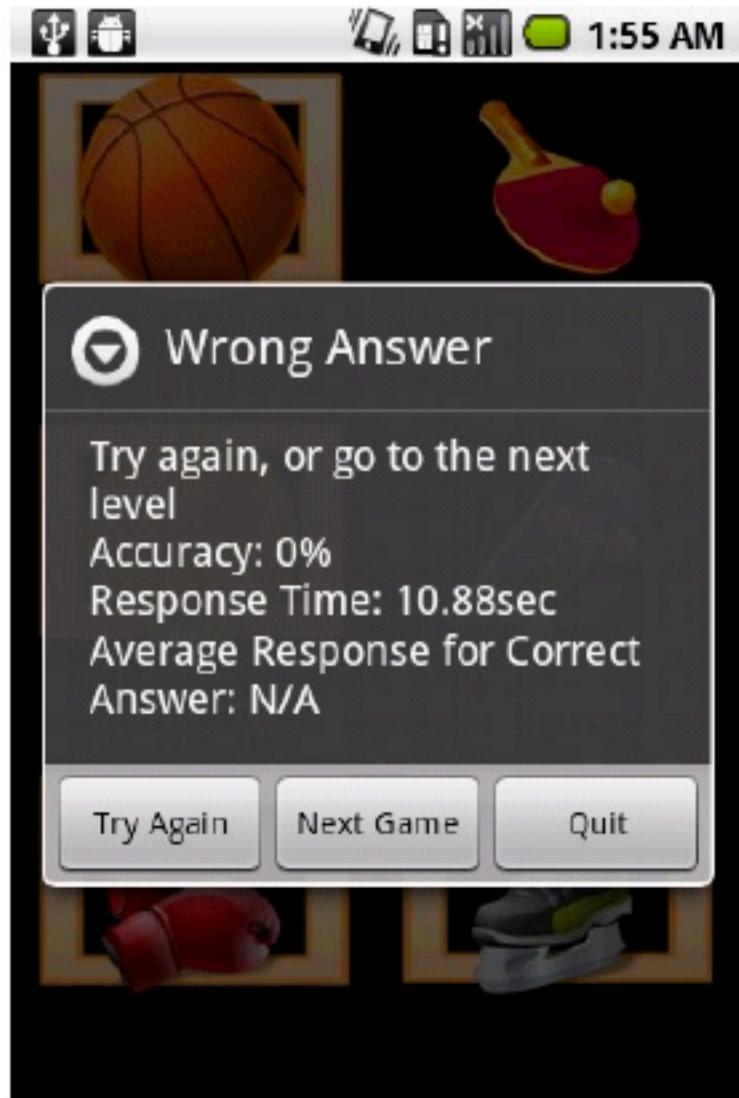 1:55 AM
Wrong Answer
Try again, or go to the next
level
Accuracy: 0%
Response Time: 10.88sec
Average Response for Correct
Answer: N/A
Try Again
Next Game
Quit